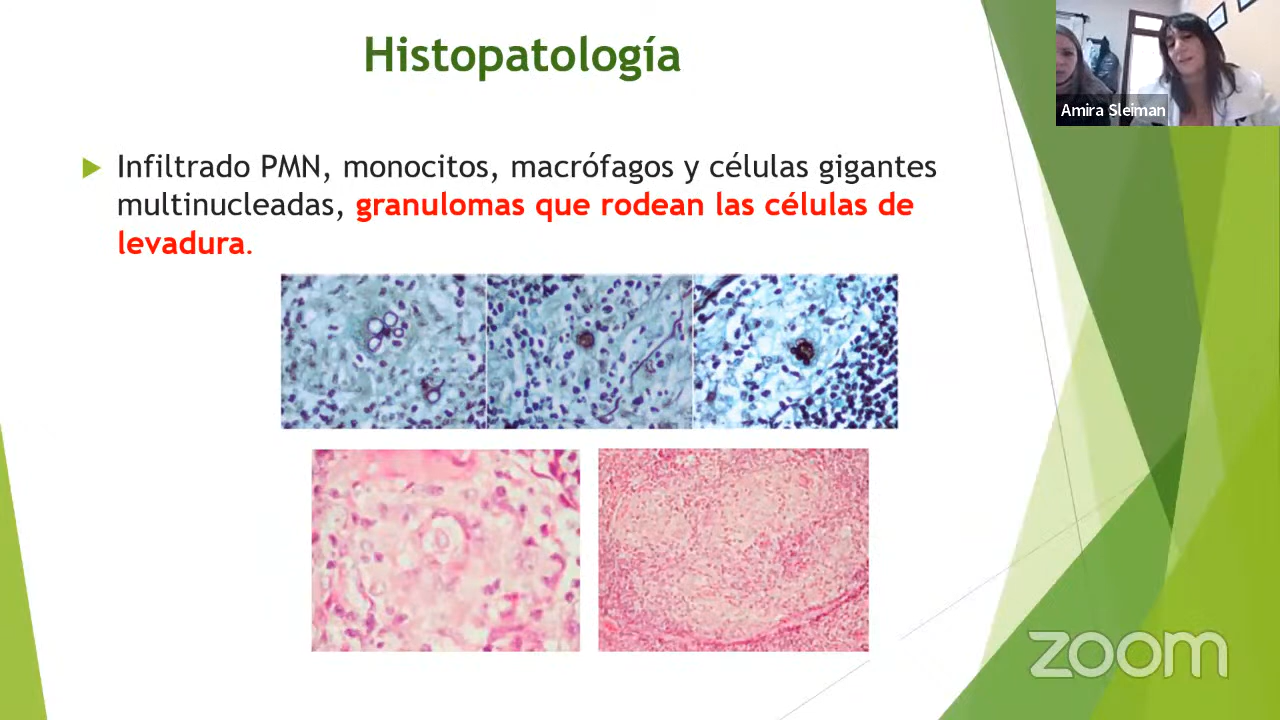 Histopatología
Infiltrado PMN, monocitos, macrófagos y células gigantes
multinucleadas, granulomas que rodean las células de
levadura.
Amira Sleiman
zoom